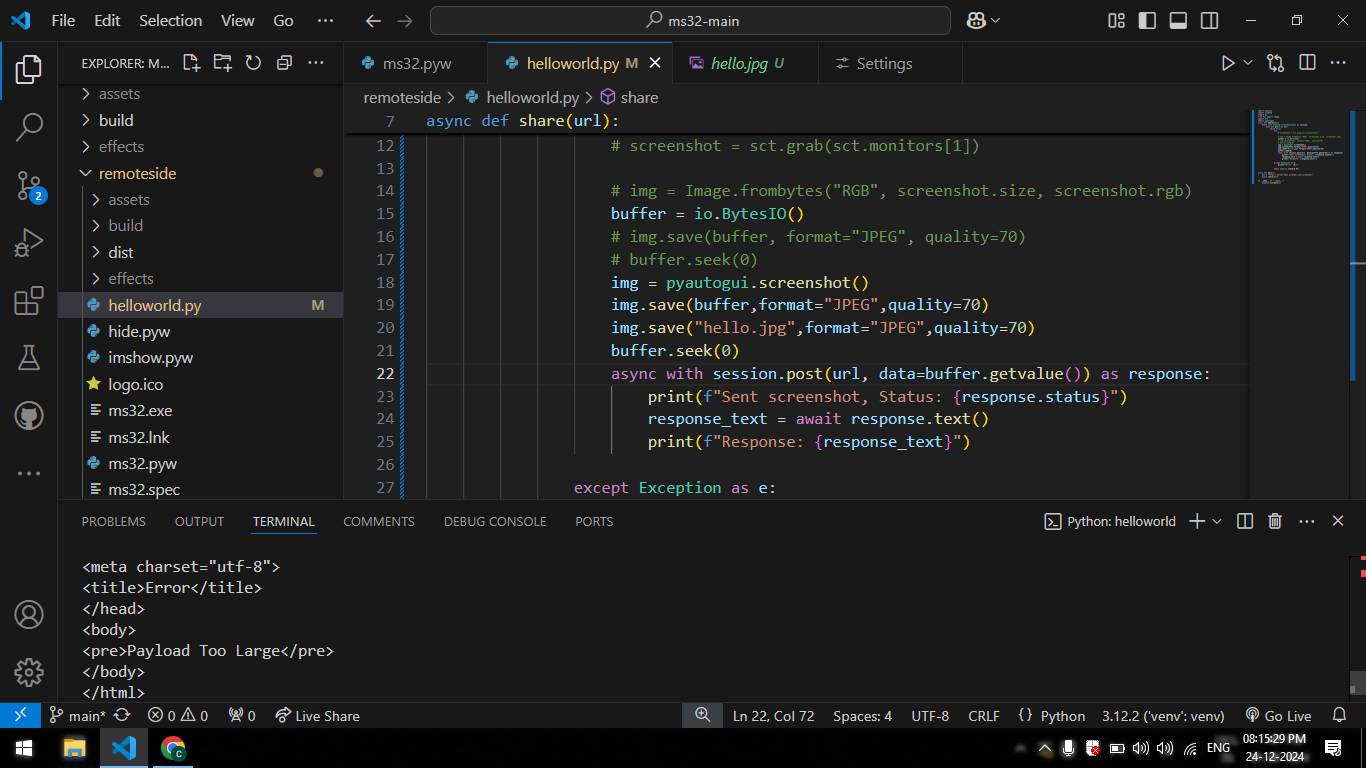 File Edit Selection View Go ··· ms32-main
EXPLORER: M... ···
ms32.pyw helloworld.py M hello.jpg U Settings ···
remoteside > helloworld.py > share
assets
build
effects
remoteside
assets
build
dist
effects
helloworld.py M
hide.pyw
imshow.pyw
logo.ico
ms32.exe
ms32.lnk
ms32.pyw
ms32.spec
7 async def share(url):
12 # screenshot = sct.grab(sct.monitors[1])
13
14 # img = Image.frombytes("RGB", screenshot.size, screenshot.rgb)
15 buffer = io.BytesIO()
16 # img.save(buffer, format="JPEG", quality=70)
17 # buffer.seek(0)
18 img = pyautogui.screenshot()
19 img.save(buffer,format="JPEG",quality=70)
20 img.save("hello.jpg",format="JPEG",quality=70)
21 buffer.seek(0)
22 async with session.post(url, data=buffer.getvalue()) as response:
23 print(f"Sent screenshot, Status: {response.status}")
24 response_text = await response.text()
25 print(f"Response: {response_text}")
26
27 except Exception as e:
2
PROBLEMS OUTPUT TERMINAL COMMENTS DEBUG CONSOLE PORTS Python: helloworld ···
<meta charset="utf-8">
<title>Error</title>
</head>
<body>
<pre>Payload Too Large</pre>
</body>
</html>
main* 0 0 0 Live Share Ln 22, Col 72 Spaces: 4 UTF-8 CRLF {} Python 3.12.2 ('venv': venv) Go Live
ENG 08:15:29 PM
24-12-2024